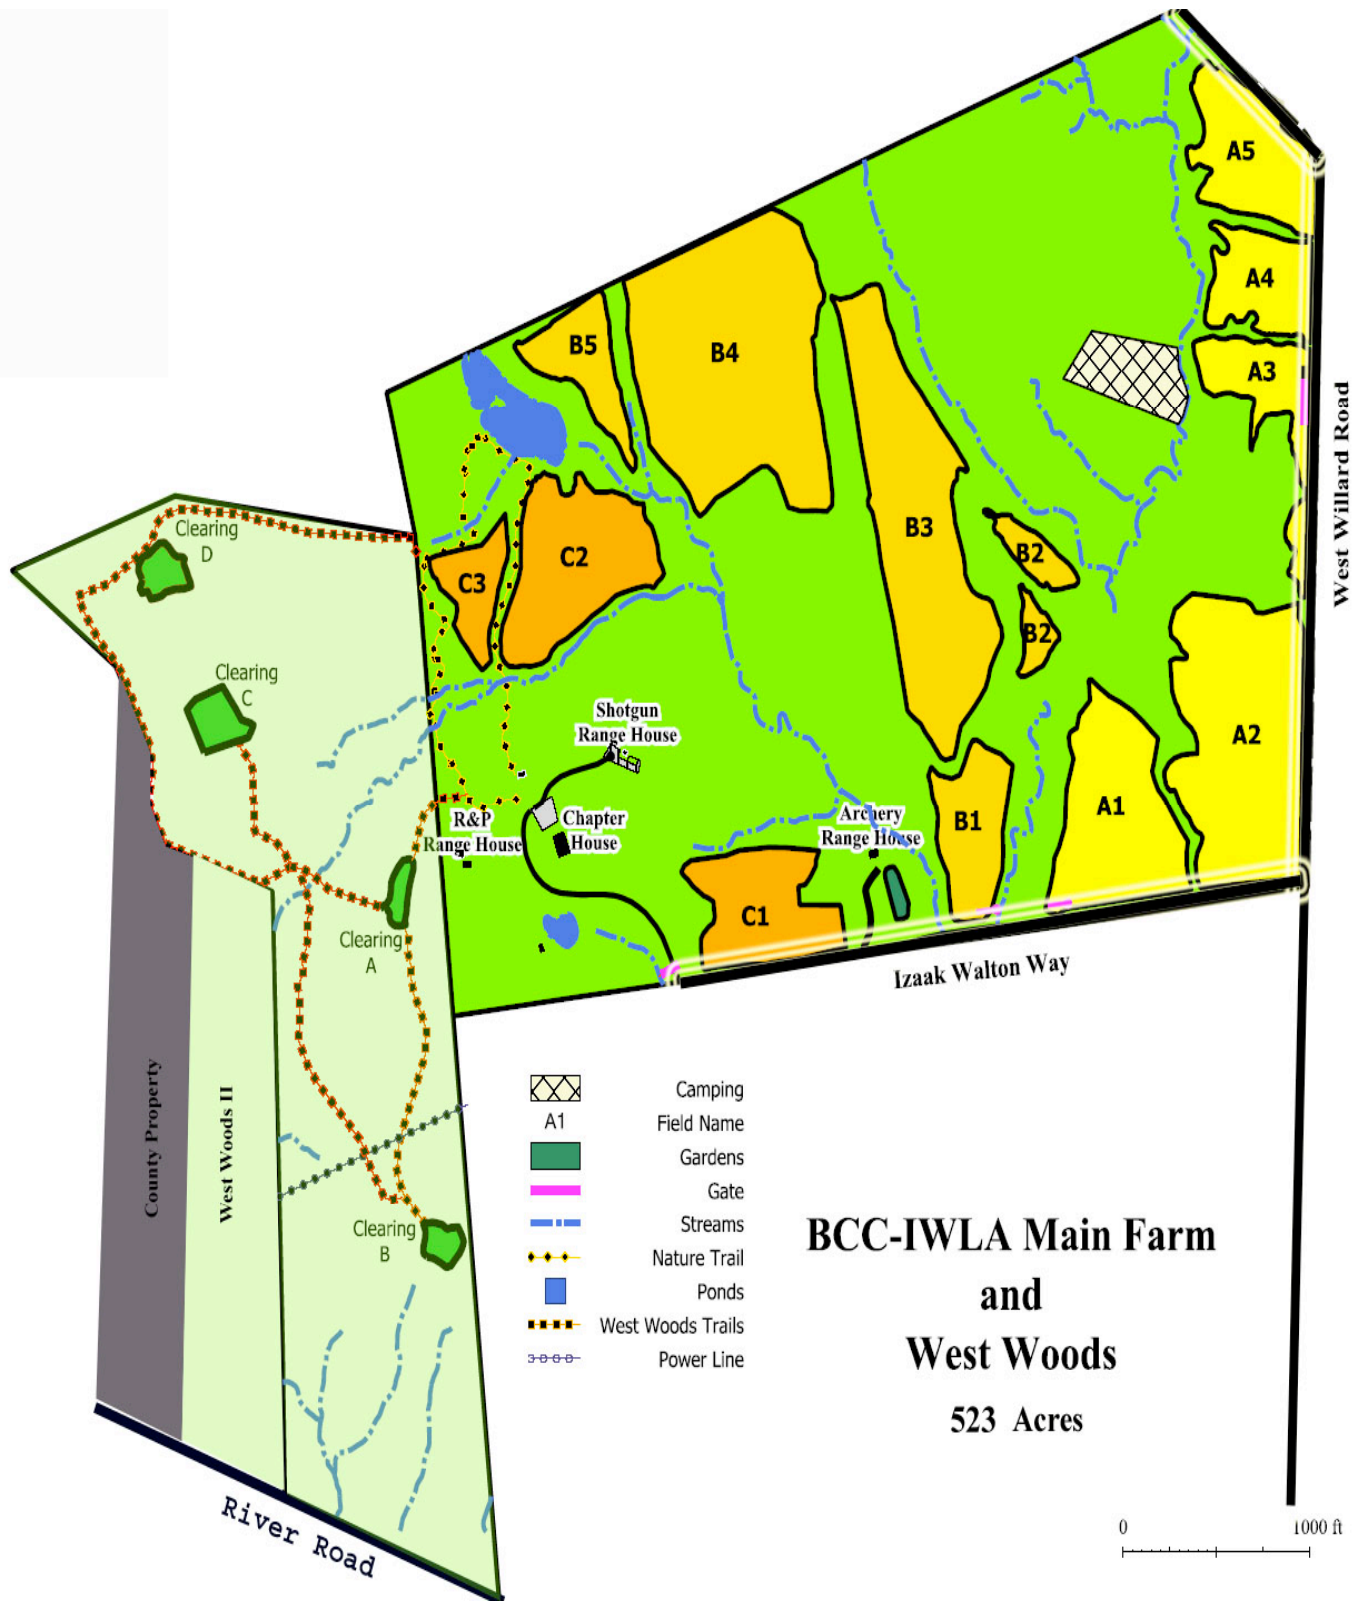 A5
A4
A3
West Willard Road
B5
B4
B3
B2
B2
C2
C3
Clearing
D
Clearing
C
Shotgun
Range House
A2
A1
B1
R&P
Range House
Chapter
House
Archery
Range House
C1
Clearing
A
Izaak Walton Way
County Property
West Woods II
Clearing
B
Camping
A1 Field Name
Gardens
Gate
Streams
Nature Trail
Ponds
West Woods Trails
Power Line
BCC-IWLA Main Farm
and
West Woods
523 Acres
River Road
0 1000 ft